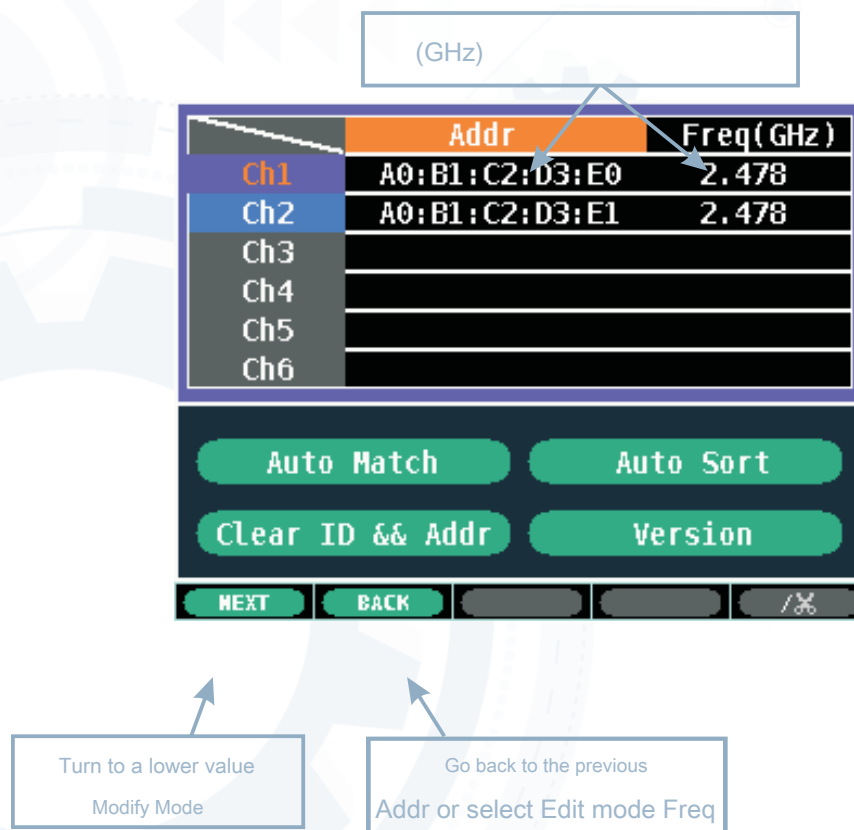 (GHz)
Addr Freq(GHz)
Ch1 A0:B1:C2:D3:E0 2.478
Ch2 A0:B1:C2:D3:E1 2.478
Ch3
Ch4
Ch5
Ch6
Auto Match Auto Sort
Clear ID && Addr Version
NEXT BACK /
Turn to a lower value
Modify Mode
Go back to the previous
Addr or select Edit mode Freq